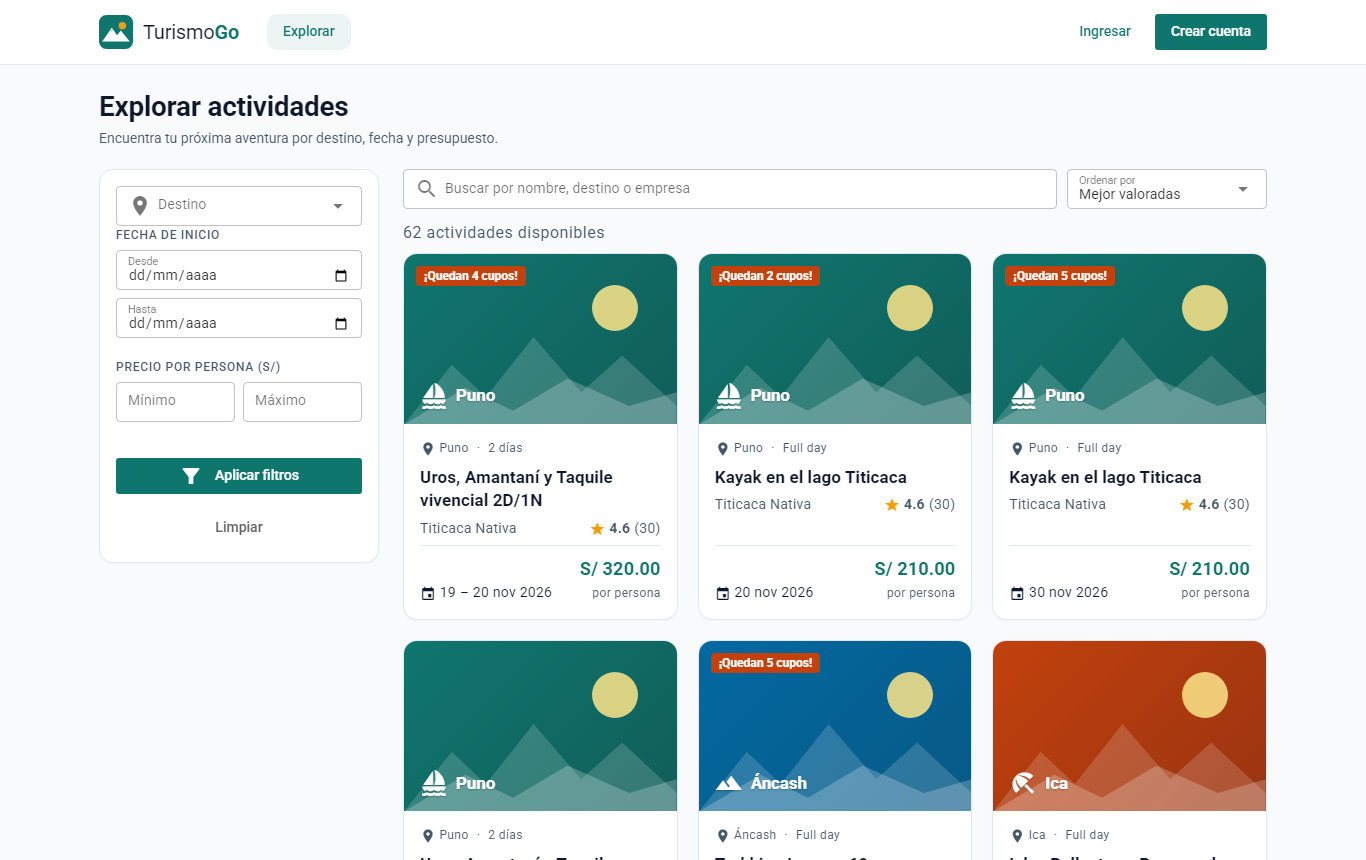 TurismoGo
Explorar
Ingresar
Crear cuenta
Explorar actividades
Encuentra tu próxima aventura por destino, fecha y presupuesto.
Destino
FECHA DE INICIO
Desde
dd/mm/aaaa
Hasta
dd/mm/aaaa
PRECIO POR PERSONA (S/)
Mínimo
Máximo
Aplicar filtros
Limpiar
Buscar por nombre, destino o empresa
Ordenar por
Mejor valoradas
62 actividades disponibles
¡Quedan 4 cupos!
Puno
Puno · 2 días
Uros, Amantaní y Taquile
vivencial 2D/1N
Titicaca Nativa
4.6 (30)
S/ 320.00
19 – 20 nov 2026
por persona
¡Quedan 2 cupos!
Puno
Puno · Full day
Kayak en el lago Titicaca
Titicaca Nativa
4.6 (30)
S/ 210.00
20 nov 2026
por persona
¡Quedan 5 cupos!
Puno
Puno · Full day
Kayak en el lago Titicaca
Titicaca Nativa
4.6 (30)
S/ 210.00
30 nov 2026
por persona
Puno
Puno · 2 días
¡Quedan 5 cupos!
Áncash
Áncash · Full day
Ica
Ica · Full day